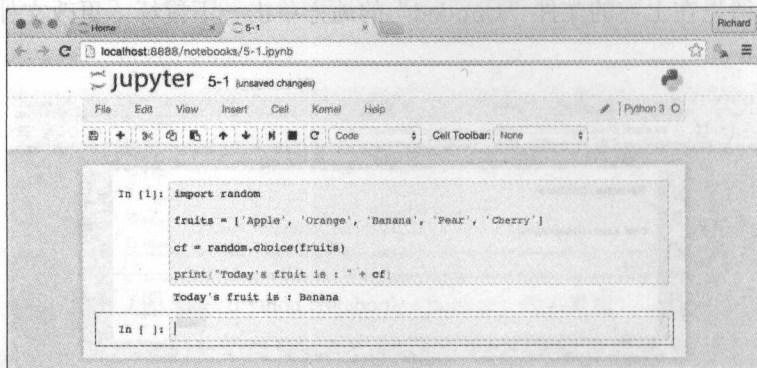 Home
5-1
Richard
localhost:8888/notebooks/5-1.ipynb
jupyter 5-1 (unsaved changes)
File Edit View Insert Cell Kernel Help
Python 3
Code
Cell Toolbar: None
In [1]: import random
fruits = ['Apple', 'Orange', 'Banana', 'Pear', 'Cherry']
cf = random.choice(fruits)
print("Today's fruit is : " + cf)
Today's fruit is : Banana
In [ ]: